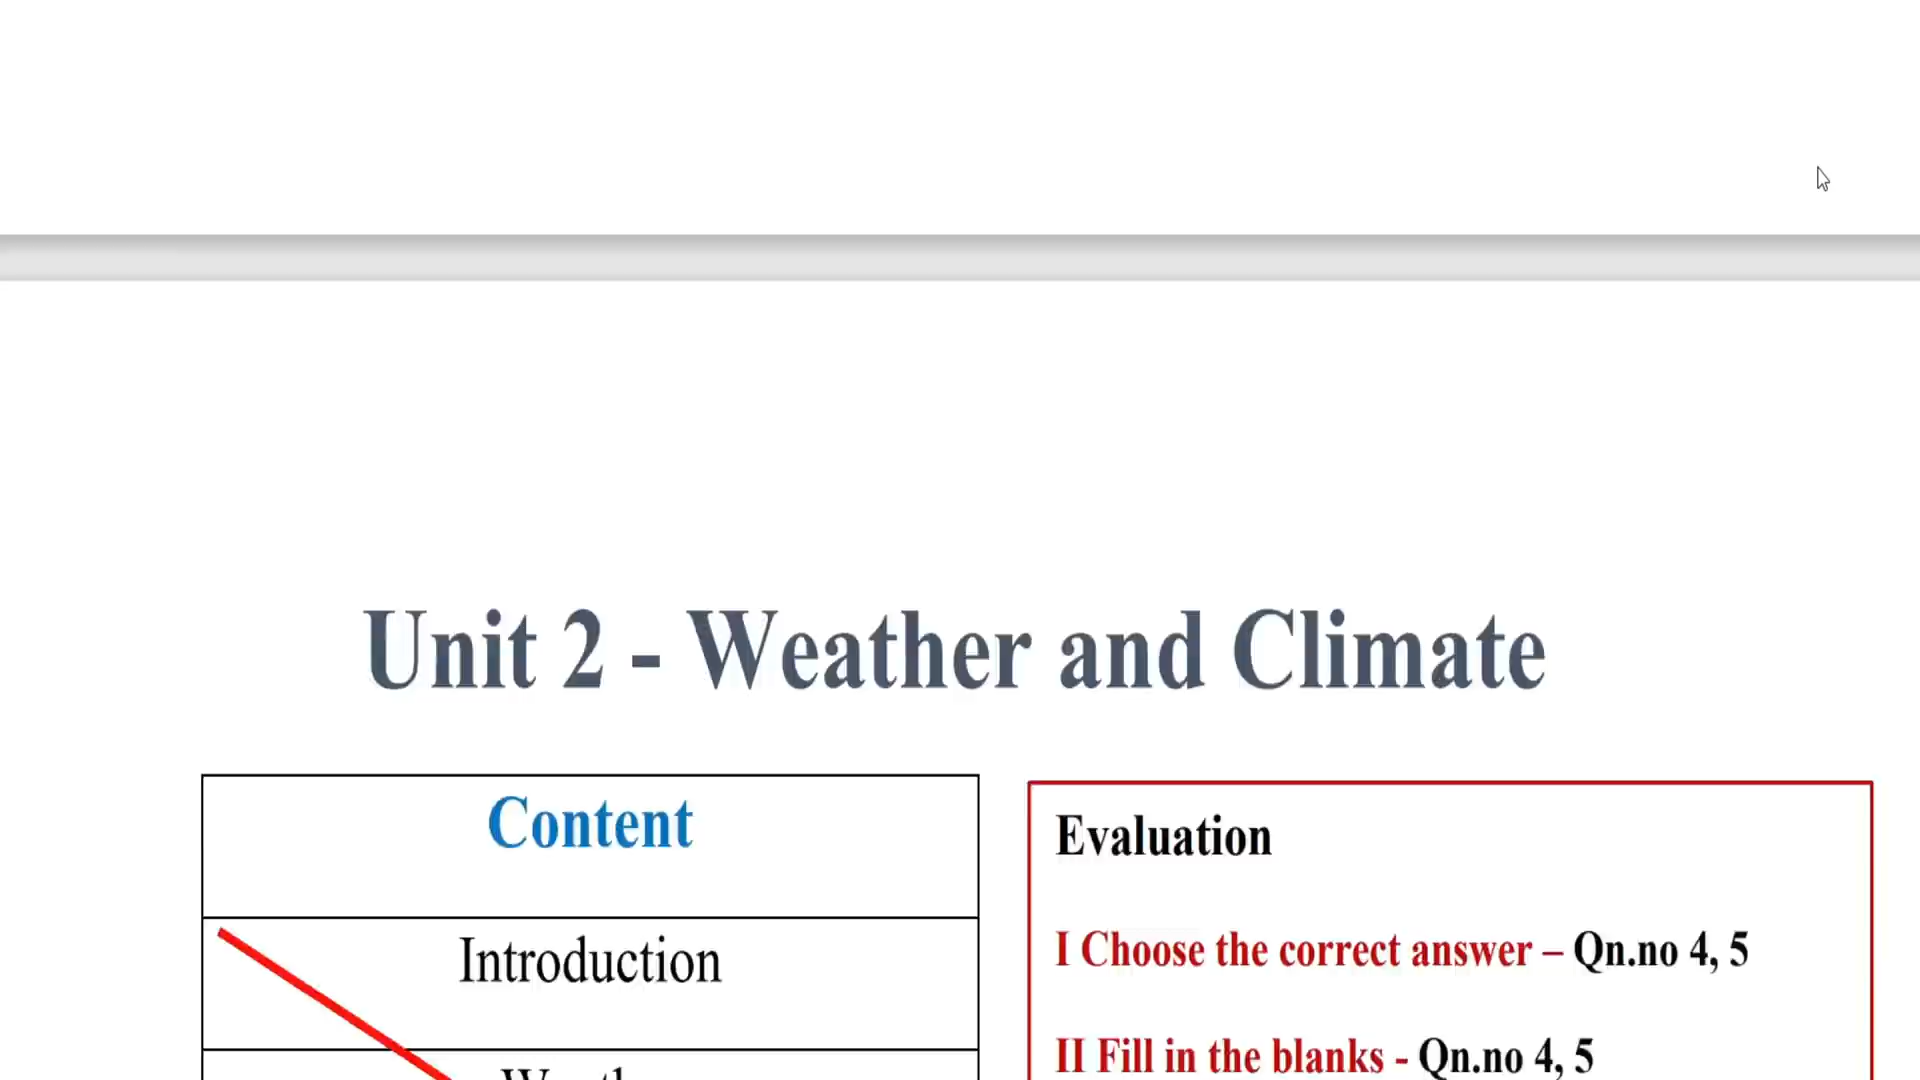 Unit 2 - Weather and Climate
Content
Introduction
Evaluation
I Choose the correct answer – Qn.no 4, 5
II Fill in the blanks - Qn.no 4, 5